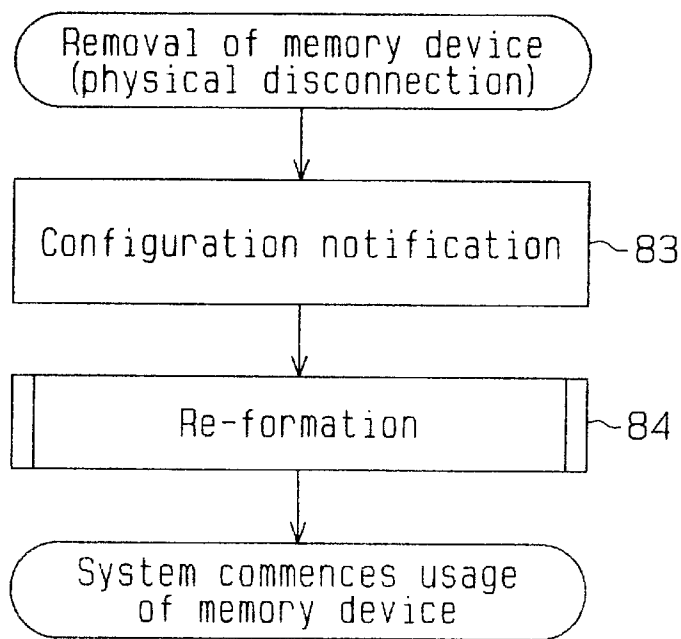 Removal of memory device
(physical disconnection)
Configuration notification
83
Re-formation
84
System commences usage
of memory device